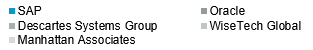 SAP Oracle
Descartes Systems Group WiseTech Global
Manhattan Associates